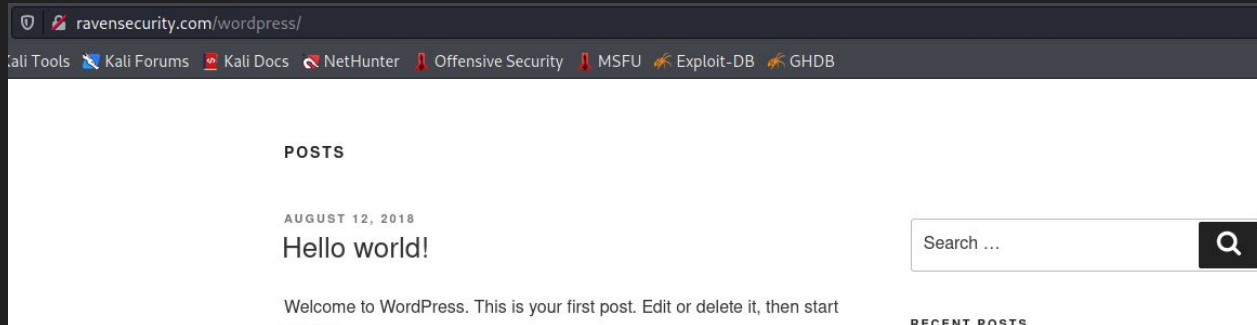 ravensecurity.com/wordpress/
Kali Tools Kali Forums Kali Docs NetHunter Offensive Security MSFU Exploit-DB GHDB
POSTS
AUGUST 12, 2018
Hello world!
Search …
Welcome to WordPress. This is your first post. Edit or delete it, then start
RECENT POSTS